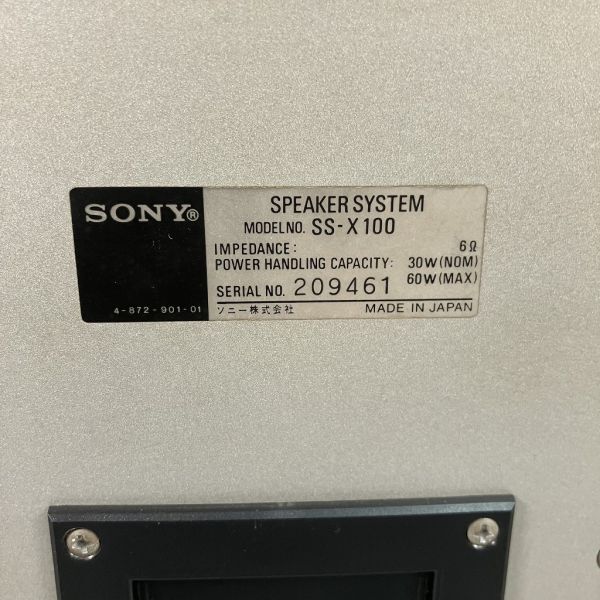 SONY®
4-872-901-01
SPEAKER SYSTEM
MODEL NO. SS-X100
IMPEDANCE: 6Ω
POWER HANDLING CAPACITY: 30W(NOM)
60W(MAX)
SERIAL NO. 209461
ソニー株式会社 MADE IN JAPAN